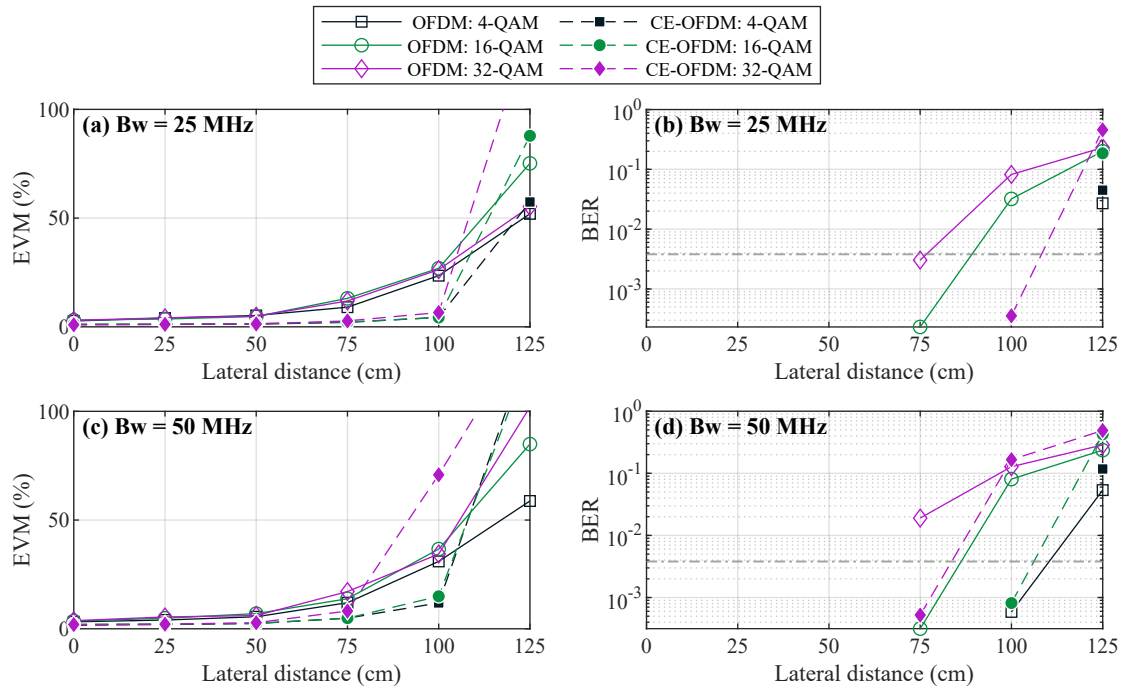 OFDM: 4-QAM CE-OFDM: 4-QAM
OFDM: 16-QAM CE-OFDM: 16-QAM
OFDM: 32-QAM CE-OFDM: 32-QAM
(a) Bw = 25 MHz
EVM (%)
100
50
0
0 25 50 75 100 125
Lateral distance (cm)
(b) Bw = 25 MHz
BER
10^0
10^-1
10^-2
10^-3
0 25 50 75 100 125
Lateral distance (cm)
(c) Bw = 50 MHz
EVM (%)
100
50
0
0 25 50 75 100 125
Lateral distance (cm)
(d) Bw = 50 MHz
BER
10^0
10^-1
10^-2
10^-3
0 25 50 75 100 125
Lateral distance (cm)